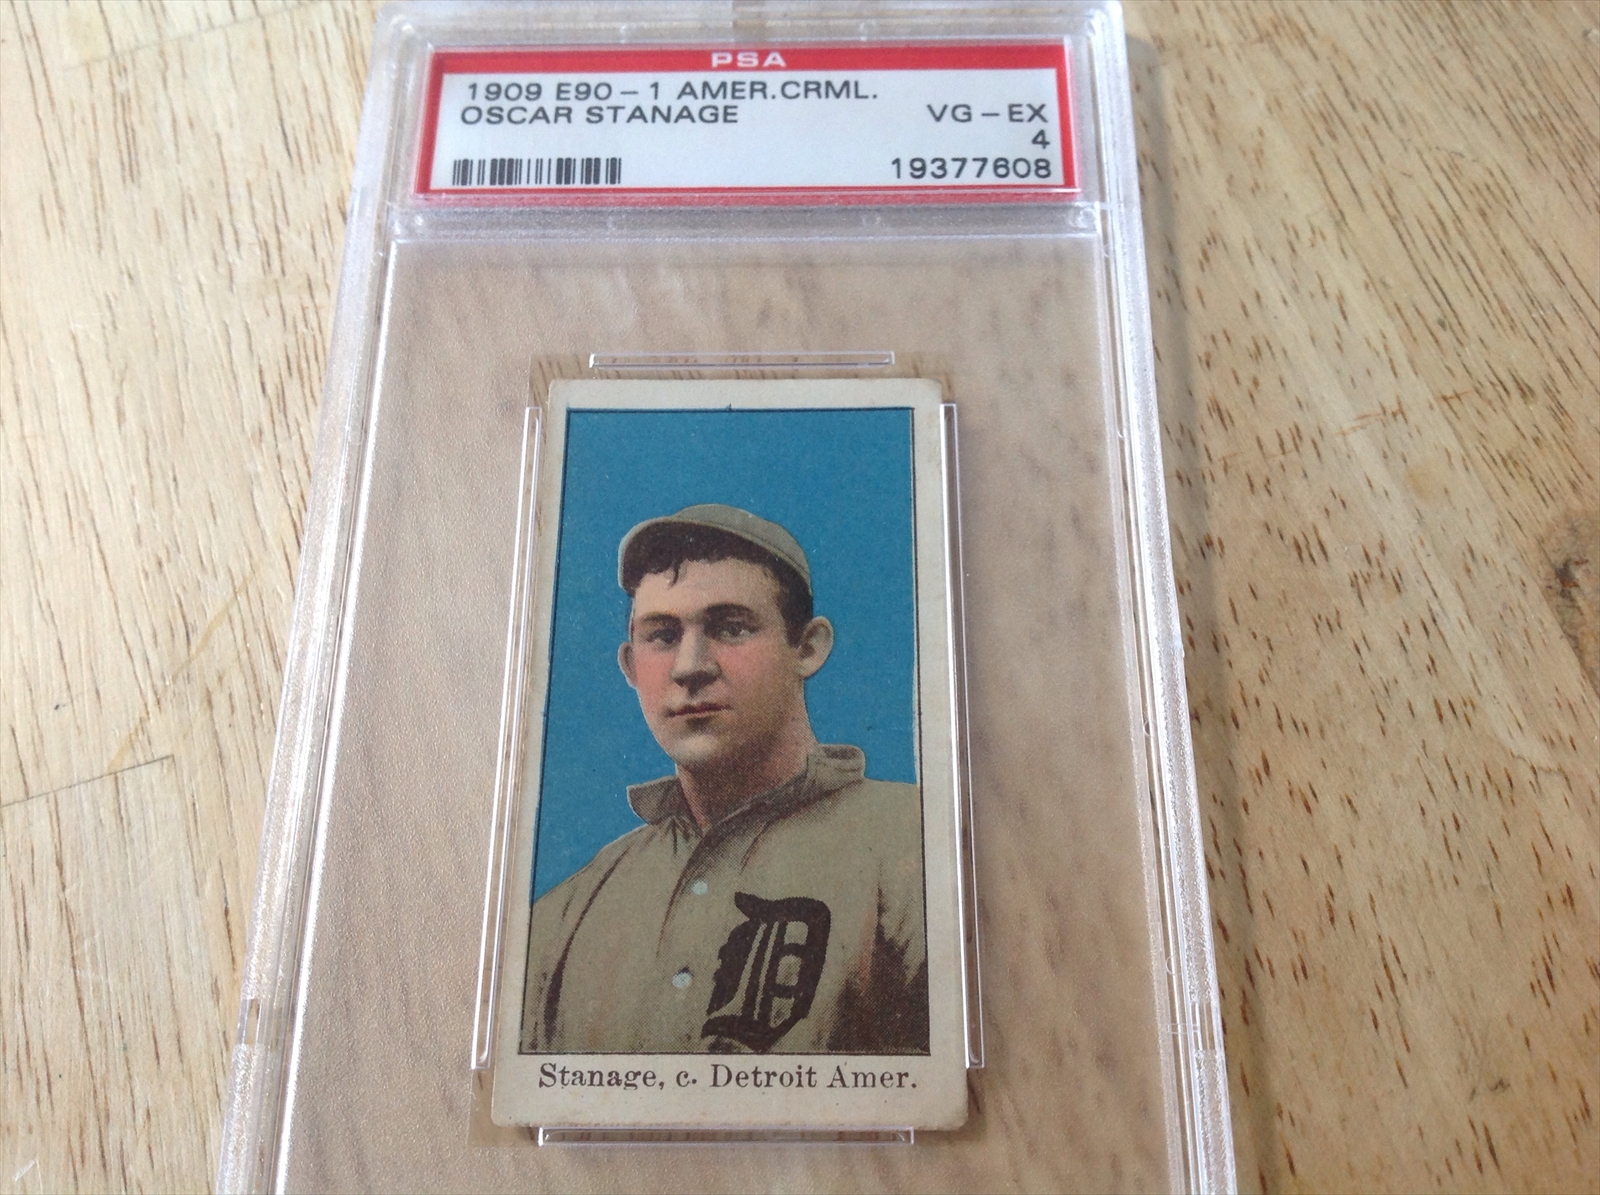 PSA
1909 E90-1 AMER.CRML.
OSCAR STANAGE VG-EX
4
19377608
D
Stanage, c. Detroit Amer.